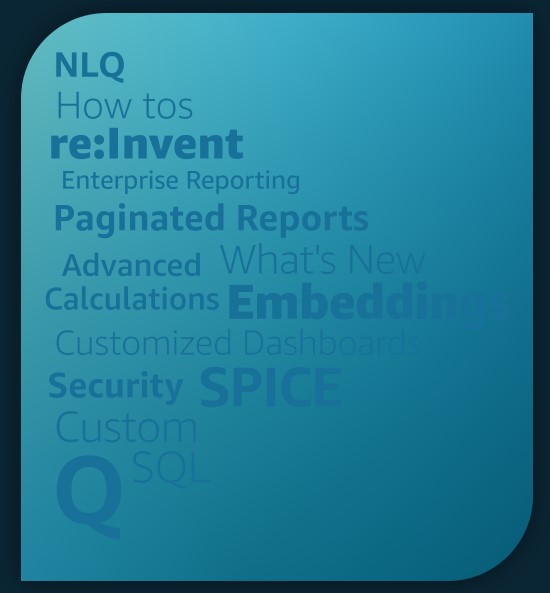 NLQ
How tos
re:Invent
Enterprise Reporting
Paginated Reports
Advanced What's New
Calculations Embeddings
Customized Dashboards
Security SPICE
Custom
Q SQL